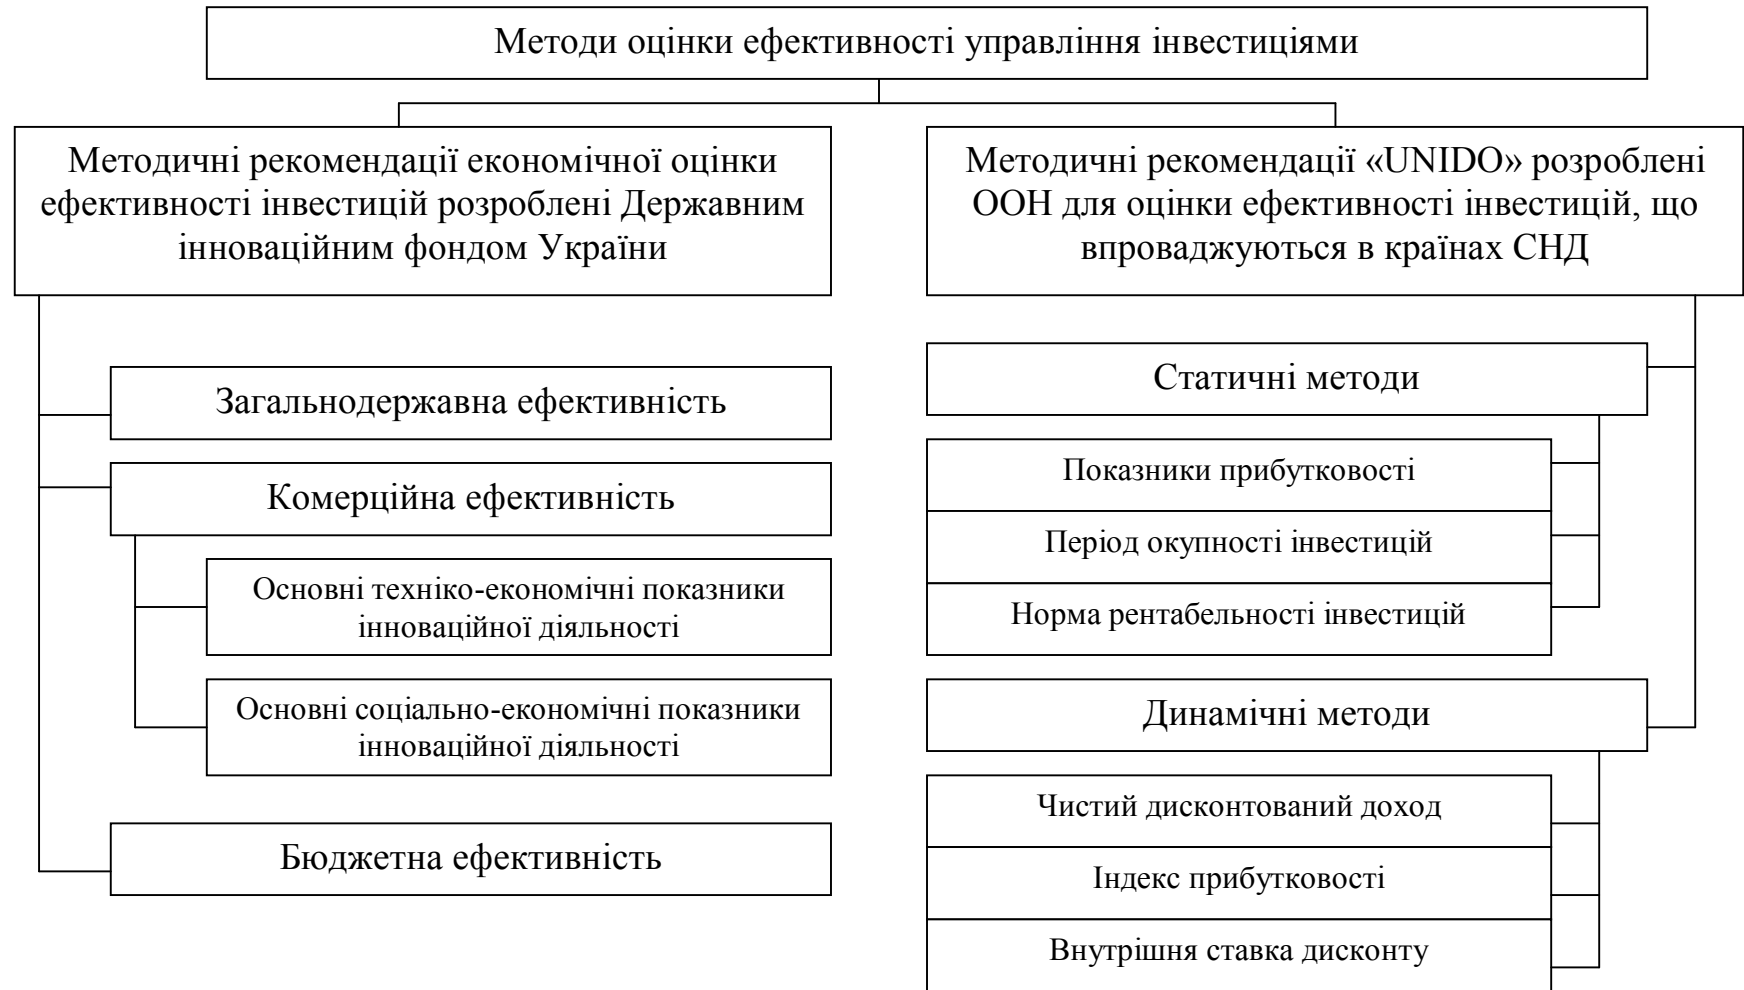 Методи оцінки ефективності управління інвестиціями
Методичні рекомендації економічної оцінки
ефективності інвестицій розроблені Державним
інноваційним фондом України
Загальнодержавна ефективність
Комерційна ефективність
Основні техніко-економічні показники
інноваційної діяльності
Основні соціально-економічні показники
інноваційної діяльності
Бюджетна ефективність
Методичні рекомендації «UNIDO» розроблені
ООН для оцінки ефективності інвестицій, що
впроваджуються в країнах СНД
Статичні методи
Показники прибутковості
Період окупності інвестицій
Норма рентабельності інвестицій
Динамічні методи
Чистий дисконтований доход
Індекс прибутковості
Внутрішня ставка дисконту